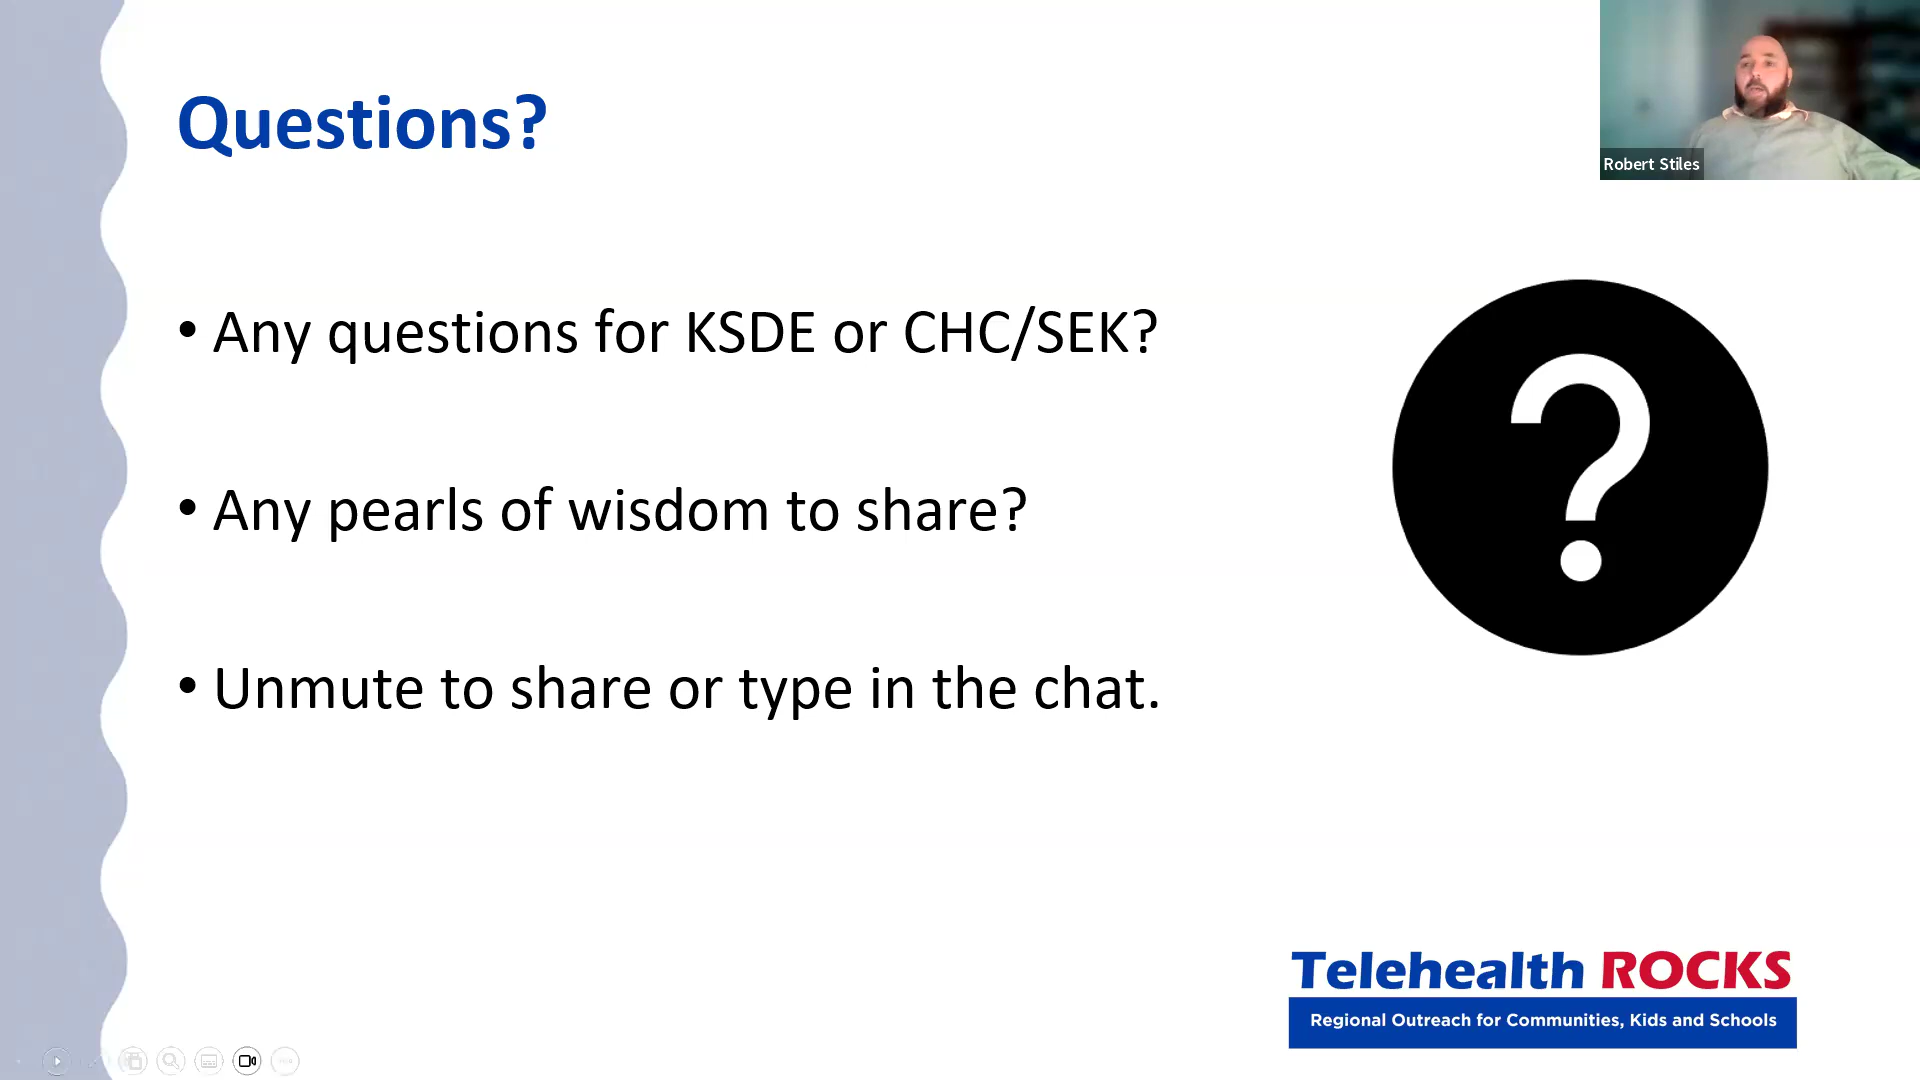 Questions?
Robert Stiles
• Any questions for KSDE or CHC/SEK?
• Any pearls of wisdom to share?
• Unmute to share or type in the chat.
?
Telehealth ROCKS
Regional Outreach for Communities, Kids and Schools